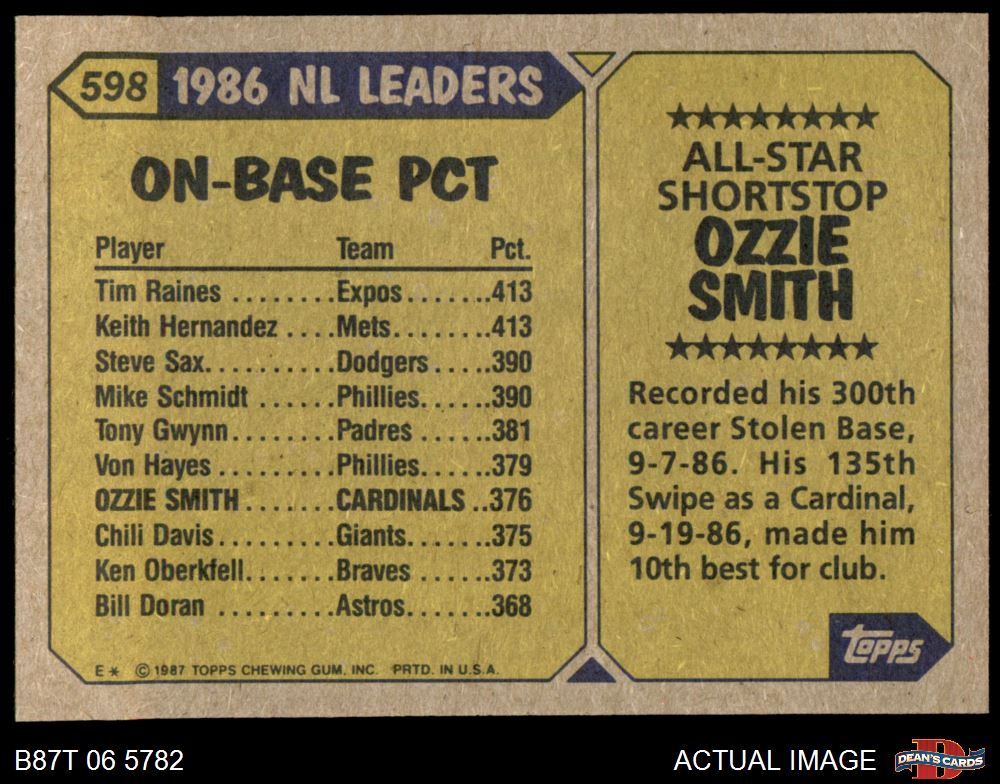 598 1986 NL LEADERS
ON-BASE PCT
Player Team Pct.
Tim Raines ........Expos.......413
Keith Hernandez ....Mets........413
Steve Sax..........Dodgers .....390
Mike Schmidt ......Phillies......390
Tony Gwynn........Padres ......381
Von Hayes ........Phillies......379
OZZIE SMITH.......CARDINALS ..376
Chili Davis.........Giants.......375
Ken Oberkfell.......Braves ......373
Bill Doran .........Astros.......368
E* © 1987 TOPPS CHEWING GUM, INC. PRTD. IN U.S.A.
★★★★★★★★
ALL-STAR
SHORTSTOP
OZZIE
SMITH
★★★★★★★★
Recorded his 300th
career Stolen Base,
9-7-86. His 135th
Swipe as a Cardinal,
9-19-86, made him
10th best for club.
topps
B87T 06 5782
ACTUAL IMAGE
D
DEAN'S CARDS